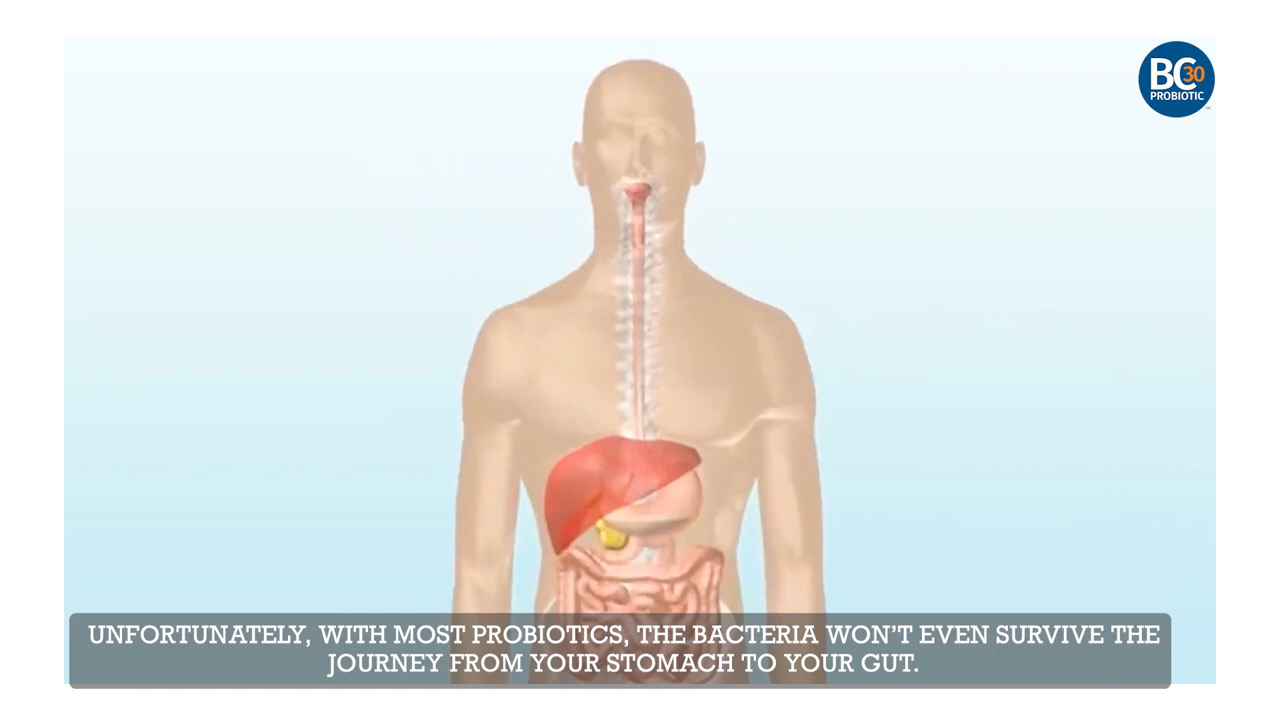 BC30
PROBIOTIC
UNFORTUNATELY, WITH MOST PROBIOTICS, THE BACTERIA WON'T EVEN SURVIVE THE
JOURNEY FROM YOUR STOMACH TO YOUR GUT.